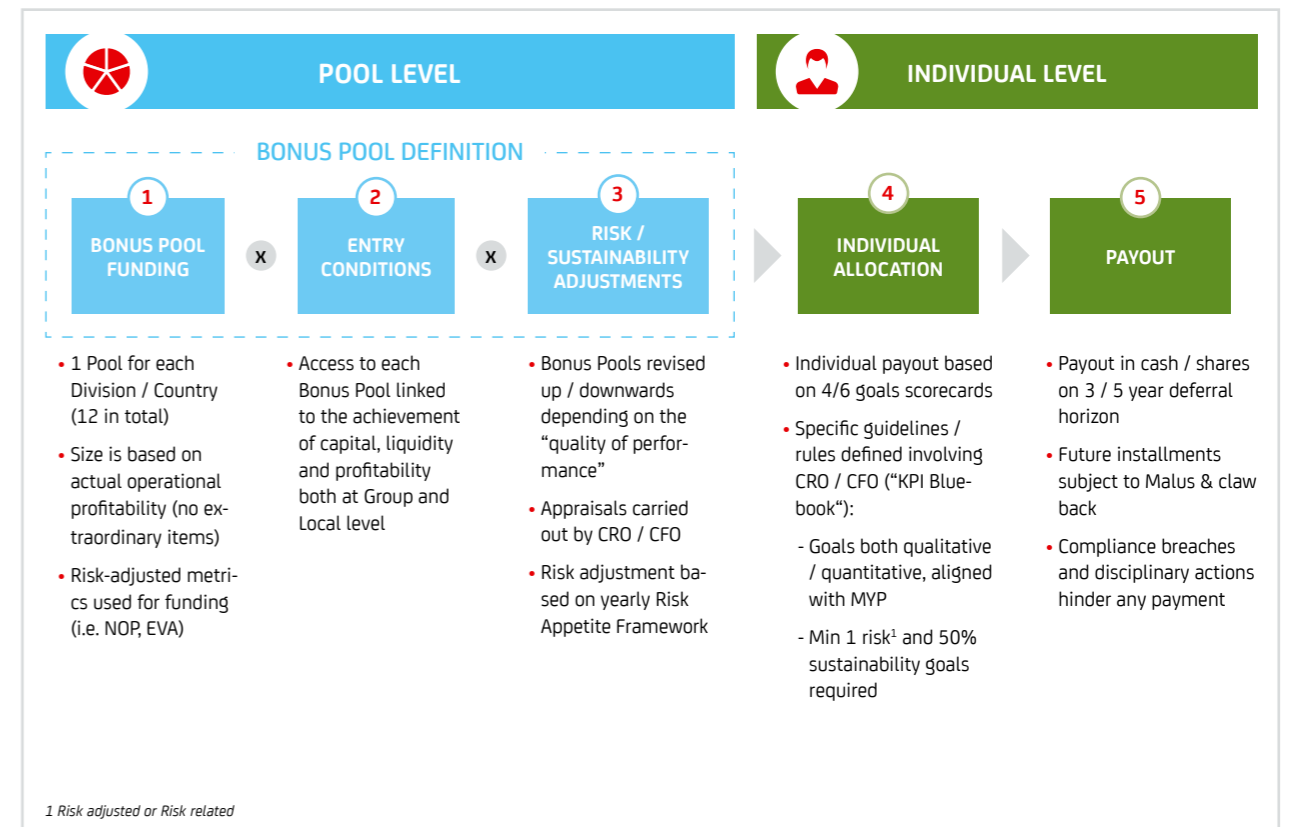 POOL LEVEL
INDIVIDUAL LEVEL
BONUS POOL DEFINITION
1
BONUS POOL
FUNDING
x
2
ENTRY
CONDITIONS
x
3
RISK /
SUSTAINABILITY
ADJUSTMENTS
4
INDIVIDUAL
ALLOCATION
5
PAYOUT
• 1 Pool for each
Division / Country
(12 in total)
• Size is based on
actual operational
profitability (no ex-
traordinary items)
• Risk-adjusted metri-
cs used for funding
(i.e. NOP, EVA)
• Access to each
Bonus Pool linked
to the achievement
of capital, liquidity
and profitability
both at Group and
Local level
• Bonus Pools revised
up / downwards
depending on the
“quality of perfor-
mance”
• Appraisals carried
out by CRO / CFO
• Risk adjustment ba-
sed on yearly Risk
Appetite Framework
• Individual payout based
on 4/6 goals scorecards
• Specific guidelines /
rules defined involving
CRO / CFO (“KPI Blue-
book“):
- Goals both qualitative
/ quantitative, aligned
with MYP
- Min 1 risk¹ and 50%
sustainability goals
required
• Payout in cash / shares
on 3 / 5 year deferral
horizon
• Future installments
subject to Malus & claw
back
• Compliance breaches
and disciplinary actions
hinder any payment
1 Risk adjusted or Risk related